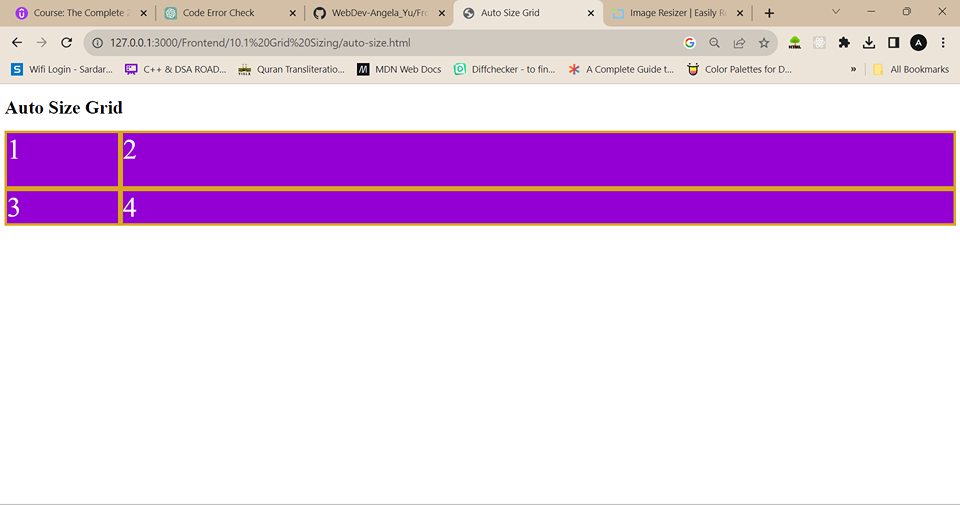 Course: The Complete 2
Code Error Check
WebDev-Angela_Yu/Fro
Auto Size Grid
Image Resizer | Easily R
127.0.0.1:3000/Frontend/10.1%20Grid%20Sizing/auto-size.html
A
Wifi Login - Sardar...
C++ & DSA ROAD...
Quran Transliteratio...
MDN Web Docs
Diffchecker - to fin...
A Complete Guide t...
Color Palettes for D...
»
All Bookmarks
Auto Size Grid
1 2
3 4